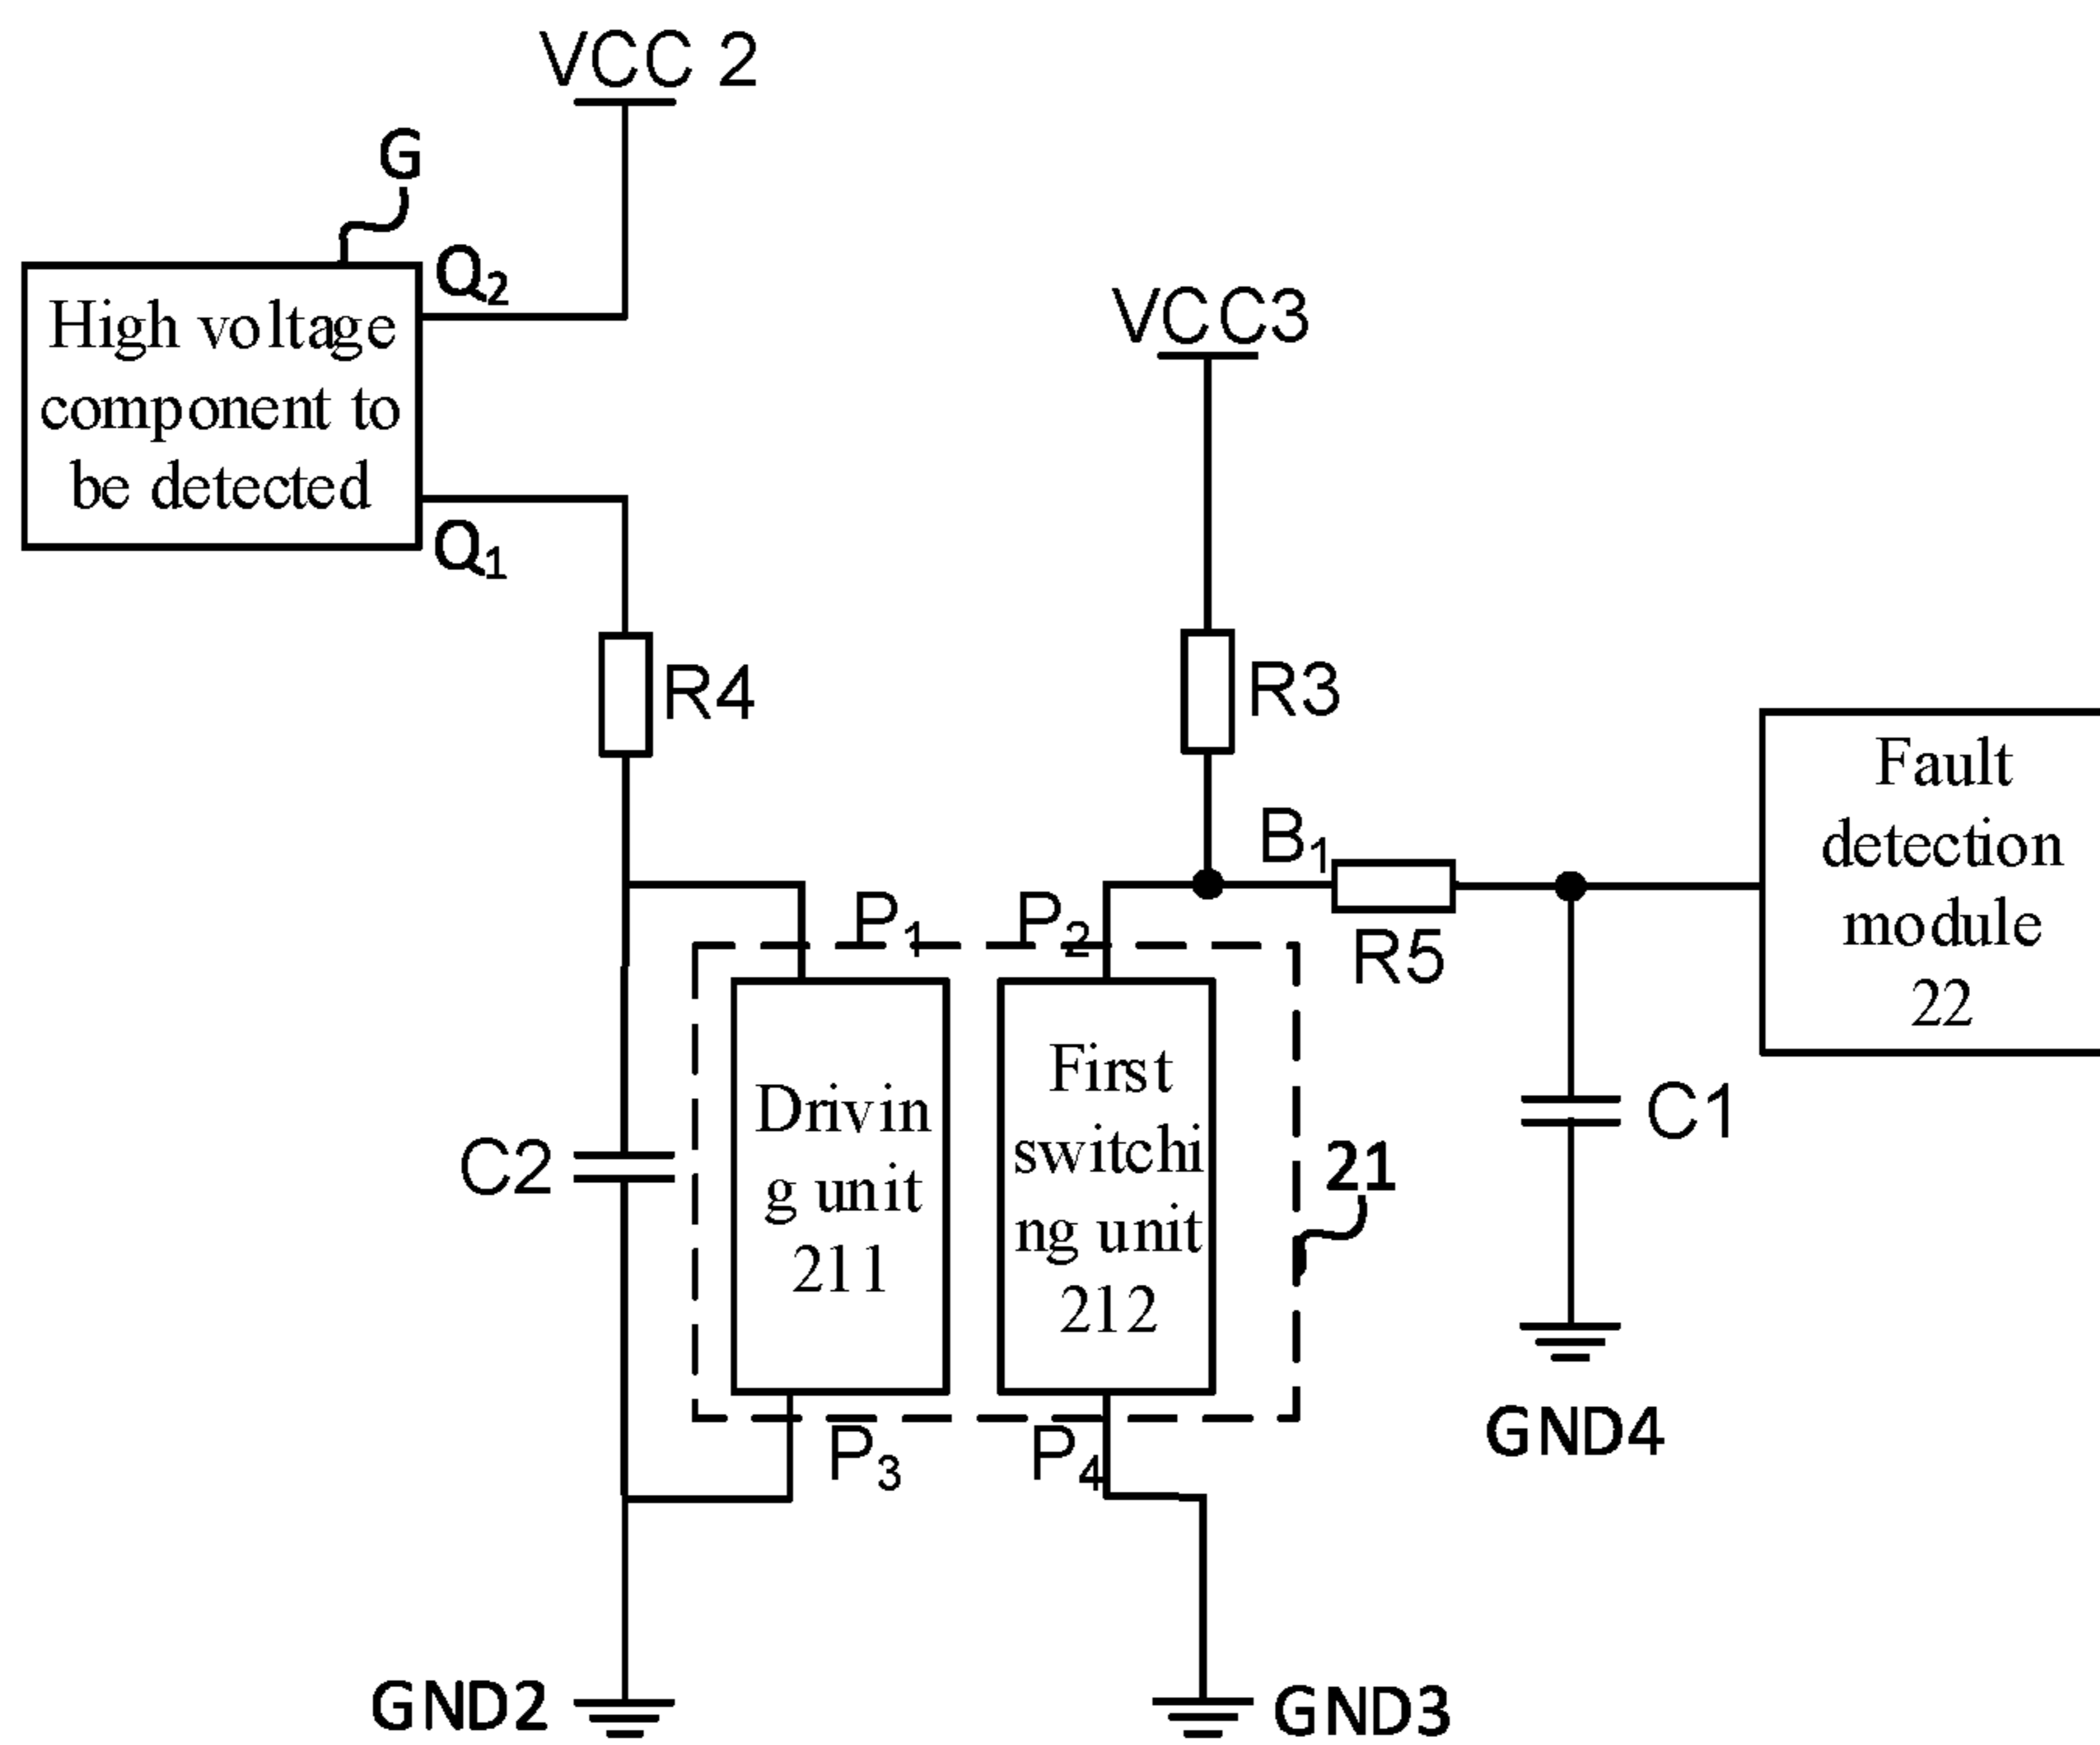 VCC 2
G
Q2
High voltage
component to
be detected
Q1
VCC3
R4
R3
B1
R5
Fault
detection
module
22
P1
P2
Drivin
g unit
211
First
switchi
ng unit
212
21
C2
C1
P3
P4
GND4
GND2
GND3